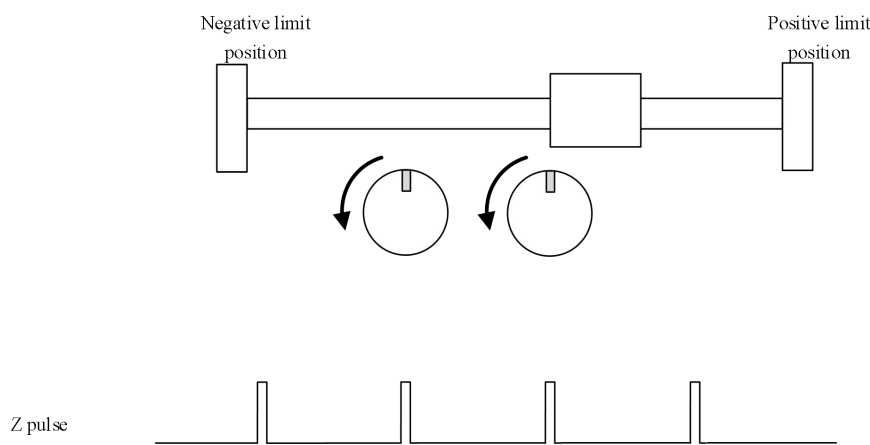 Negative limit
position
Positive limit
position
Z pulse